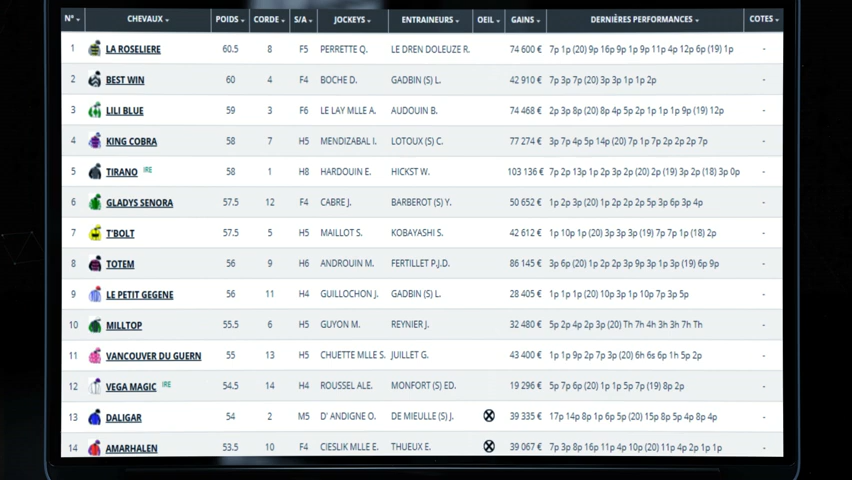 N° CHEVAUX POIDS CORDE S/A JOCKEYS ENTRAINEURS OEIL GAINS DERNIÈRES PERFORMANCES COTES
1 LA ROSELIERE 60.5 8 F5 PERRETTE Q. LE DREN DOLEUZE R. 74 600 € 7p 1p (20) 9p 16p 9p 1p 9p 11p 4p 12p 6p (19) 1p -
2 BEST WIN 60 4 F4 BOCHE D. GADBIN (S) L. 42 910 € 7p 3p 7p (20) 3p 3p 1p 1p 2p -
3 LILI BLUE 59 3 F6 LE LAY MLLE A. AUDOUIN B. 74 468 € 2p 3p 8p (20) 8p 4p 5p 2p 1p 1p 1p 9p (19) 12p -
4 KING COBRA 58 7 H5 MENDIZABAL I. LOTOUX (S) C. 77 274 € 3p 7p 4p 5p 14p (20) 7p 1p 7p 2p 2p 2p 7p -
5 TIRANO IRE 58 1 H8 HARDOUIN E. HICKST W. 103 136 € 7p 2p 13p 1p 2p 3p 2p (20) 2p (19) 3p 2p (18) 3p 0p -
6 GLADYS SENORA 57.5 12 F4 CABRE J. BARBEROT (S) Y. 50 652 € 1p 2p 3p (20) 1p 2p 2p 2p 5p 3p 6p 3p 4p -
7 T'BOLT 57.5 5 H5 MAILLOT S. KOBAYASHI S. 42 612 € 1p 10p 1p (20) 3p 3p 3p (19) 7p 7p 1p (18) 2p -
8 TOTEM 56 9 H6 ANDROUIN M. FERTILLET P.J.D. 86 145 € 3p 6p (20) 1p 2p 2p 3p 9p 3p 1p 3p (19) 6p 9p -
9 LE PETIT GEGENE 56 11 H4 GUILLOCHON J. GADBIN (S) L. 28 405 € 1p 1p 1p (20) 10p 3p 1p 10p 7p 3p 5p -
10 MILLTOP 55.5 6 H5 GUYON M. REYNIER J. 32 480 € 5p 2p 4p 2p 3p (20) Th 7h 4h 3h 3h 7h Th -
11 VANCOUVER DU GUERN 55 13 H5 CHUETTE MLLE S. JUILLET G. 43 400 € 1p 1p 9p 2p 7p 3p (20) 6h 6s 6p 1h 5p 2p -
12 VEGA MAGIC IRE 54.5 14 H4 ROUSSEL ALE. MONFORT (S) ED. 19 296 € 5p 7p 6p (20) 1p 1p 5p 7p (19) 8p 2p -
13 DALIGAR 54 2 M5 D' ANDIGNE O. DE MIEULLE (S) J. 39 335 € 17p 14p 8p 1p 6p 5p (20) 15p 8p 5p 4p 8p 4p -
14 AMARHALEN 53.5 10 F4 CIESLIK MLLE E. THUEUX E. 39 067 € 7p 3p 8p 16p 11p 4p 10p (20) 11p 4p 2p 1p 1p -